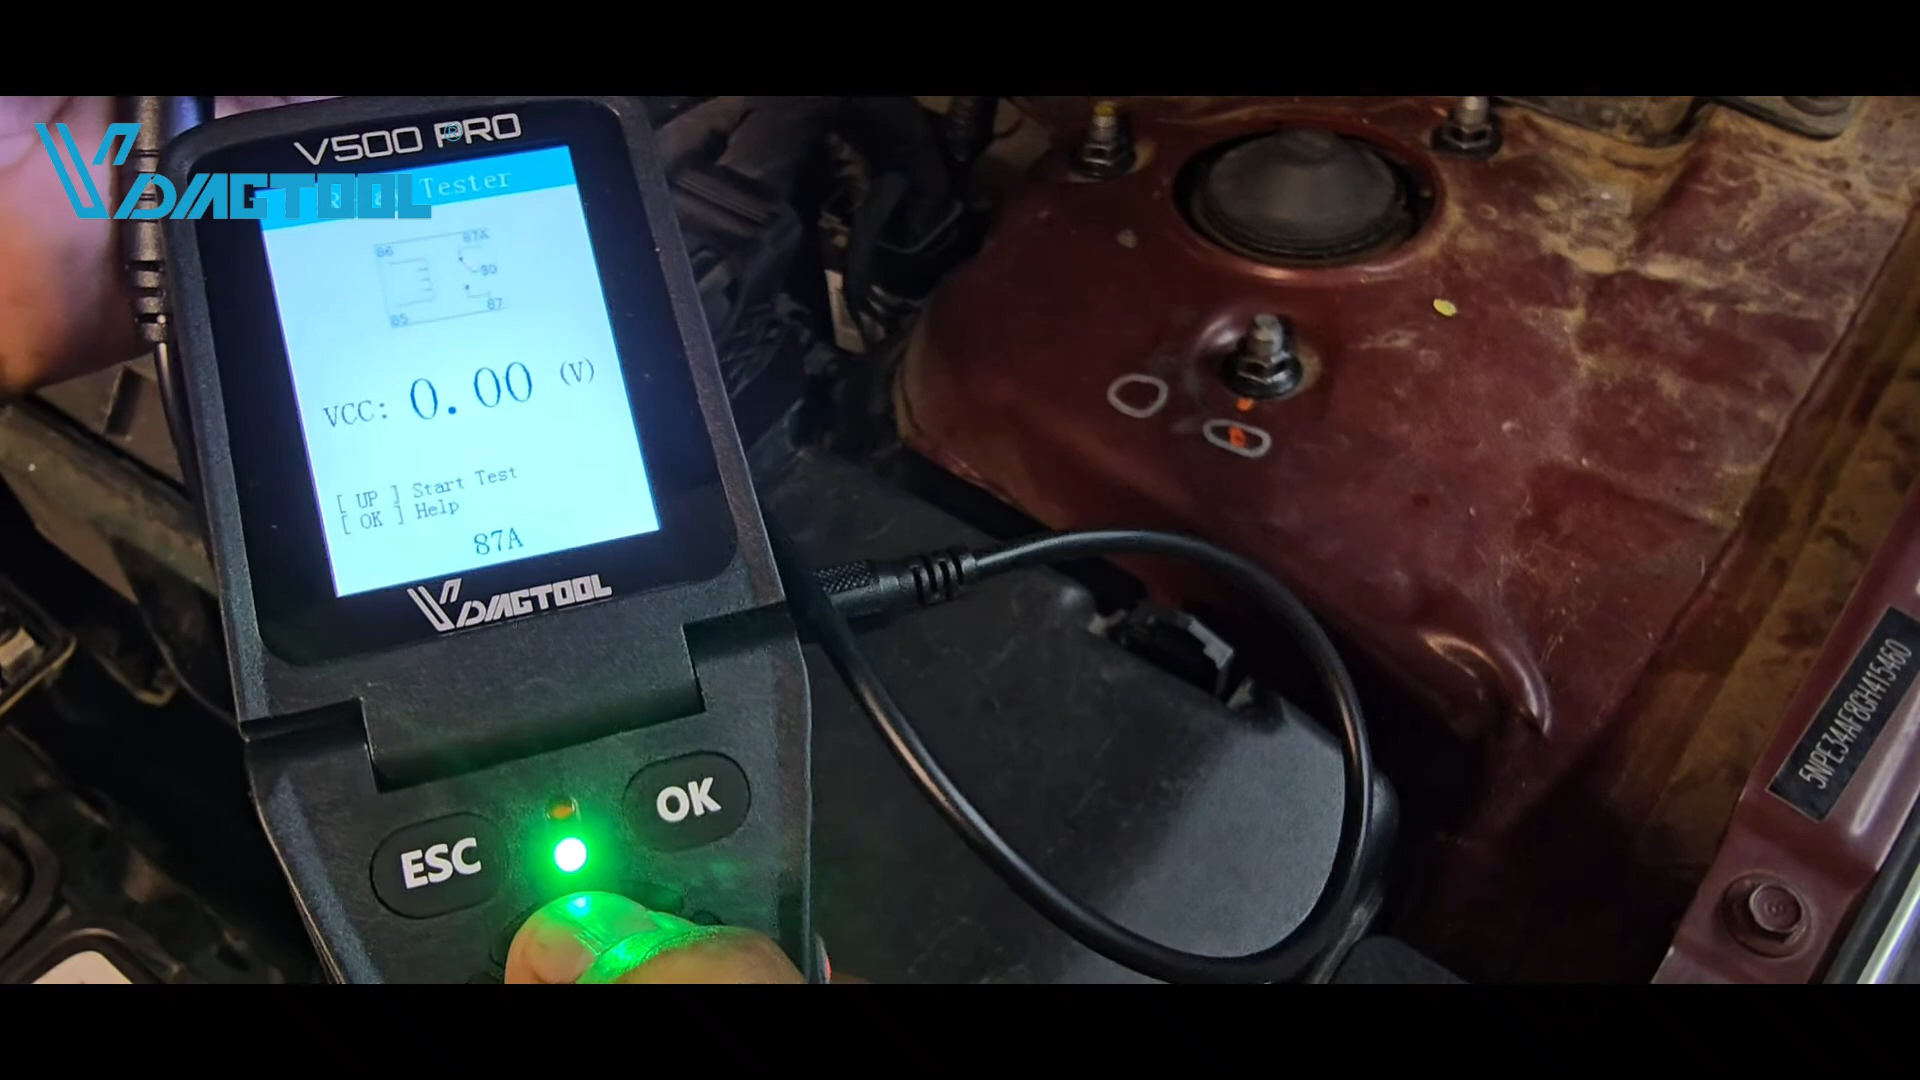 V500 PRO
VDIAGTOOL
Tester
86
87A
30
85
87
VCC: 0.00 (V)
[ UP ] Start Test
[ OK ] Help
87A
VDIAGTOOL
ESC
OK
5NPE34AF8GH415460